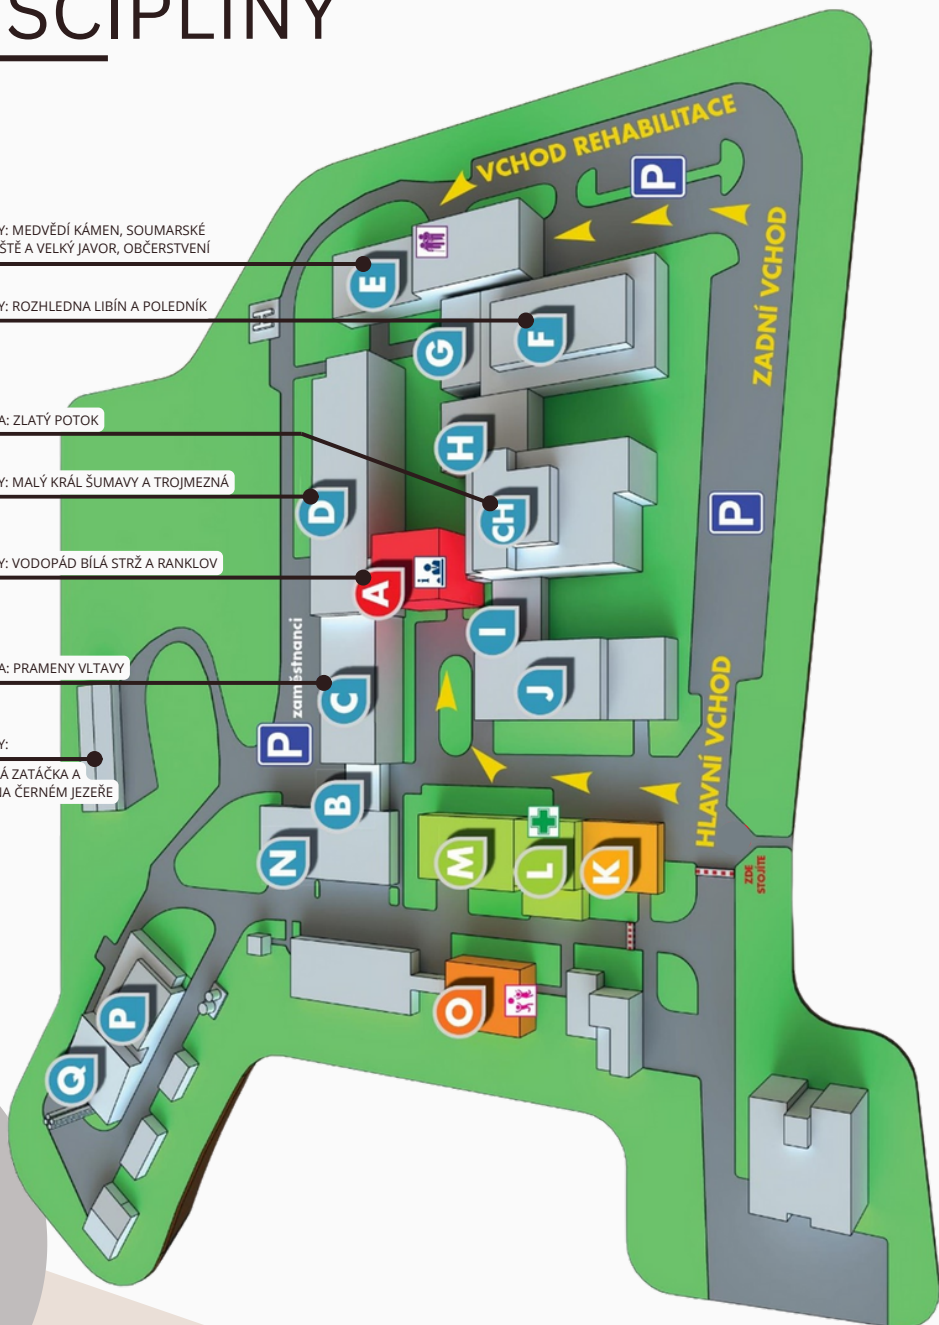 SCIPLINY
VCHOD REHABILITACE
P
Y: MEDVĚDÍ KÁMEN, SOUMARSKÉ
ŠTĚ A VELKÝ JAVOR, OBČERSTVENÍ
E
ZADNÍ VCHOD
Y: ROZHLEDNA LIBÍN A POLEDNÍK
H
G
F
A: ZLATÝ POTOK
H
Y: MALÝ KRÁL ŠUMAVY A TROJMEZNÁ
D
CH
P
Y: VODOPÁD BÍLÁ STRŽ A RANKLOV
A
i
I
zaměstnanci
A: PRAMENY VLTAVY
C
J
HLAVNÍ VCHOD
P
Y:
Á ZATÁČKA A
NA ČERNÉM JEZEŘE
B
N
M
L
K
ZDE
STOJÍTE
P
O
Q